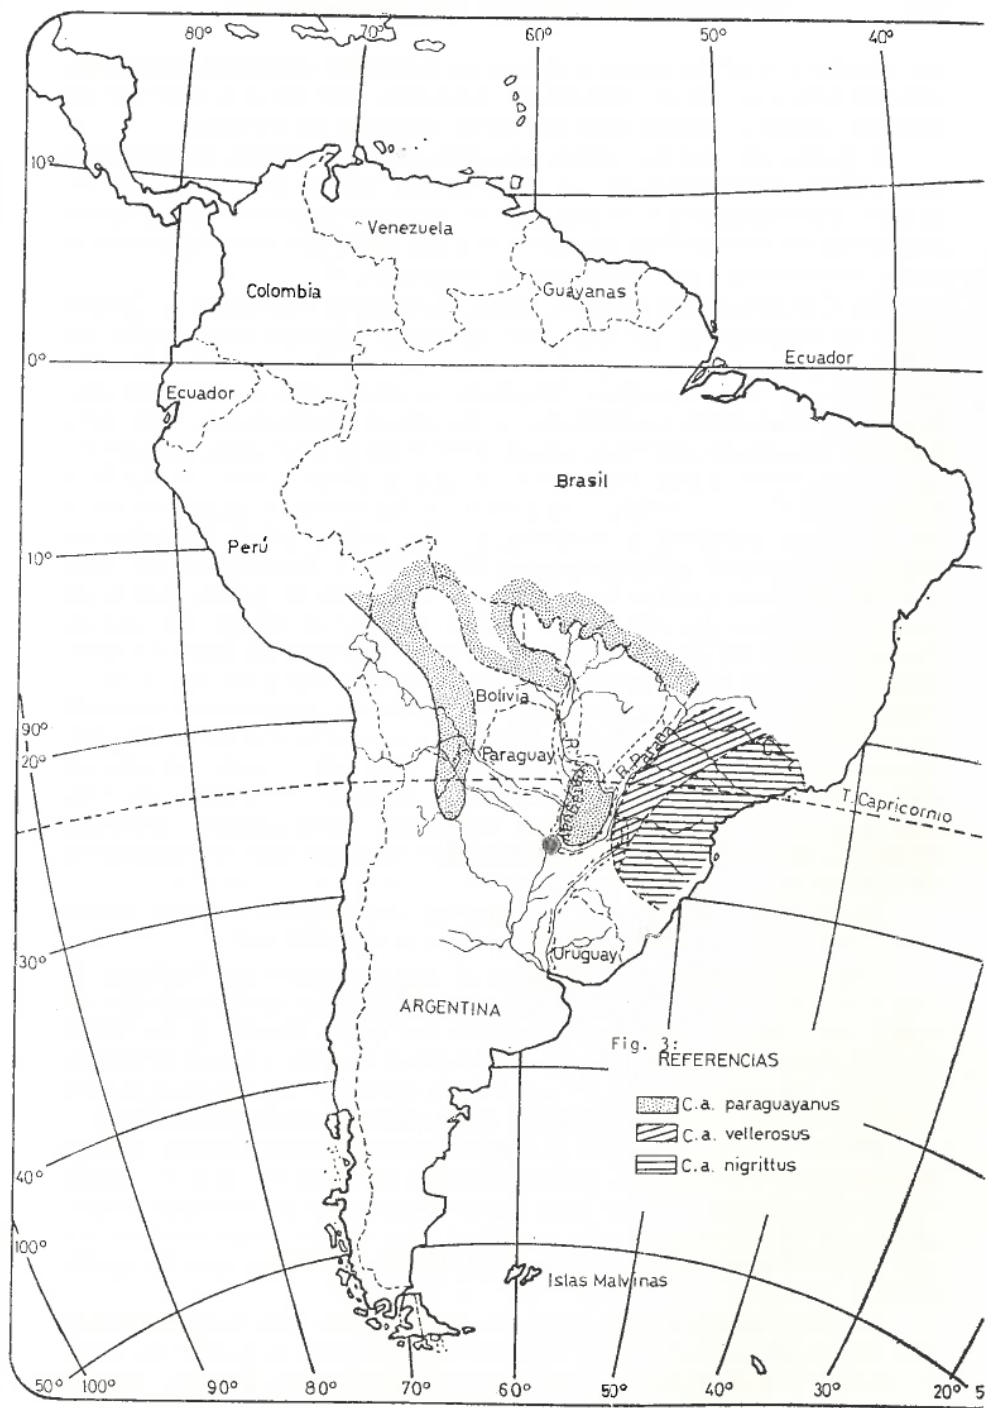 80°
70°
60°
50°
40°
10°
Venezuela
Colombia
Guayanas
0°
Ecuador
Ecuador
Brasil
Perú
10°
Bolivia
90°
20°
Paraguay
R. Paraná
T. Capricornio
30°
Uruguay
ARGENTINA
Fig. 3:
REFERENCIAS
C.a. paraguayanus
C.a. vellerosus
C.a. nigrittus
40°
100°
Islas Malvinas
50°
100°
90°
80°
70°
60°
50°
40°
30°
20°